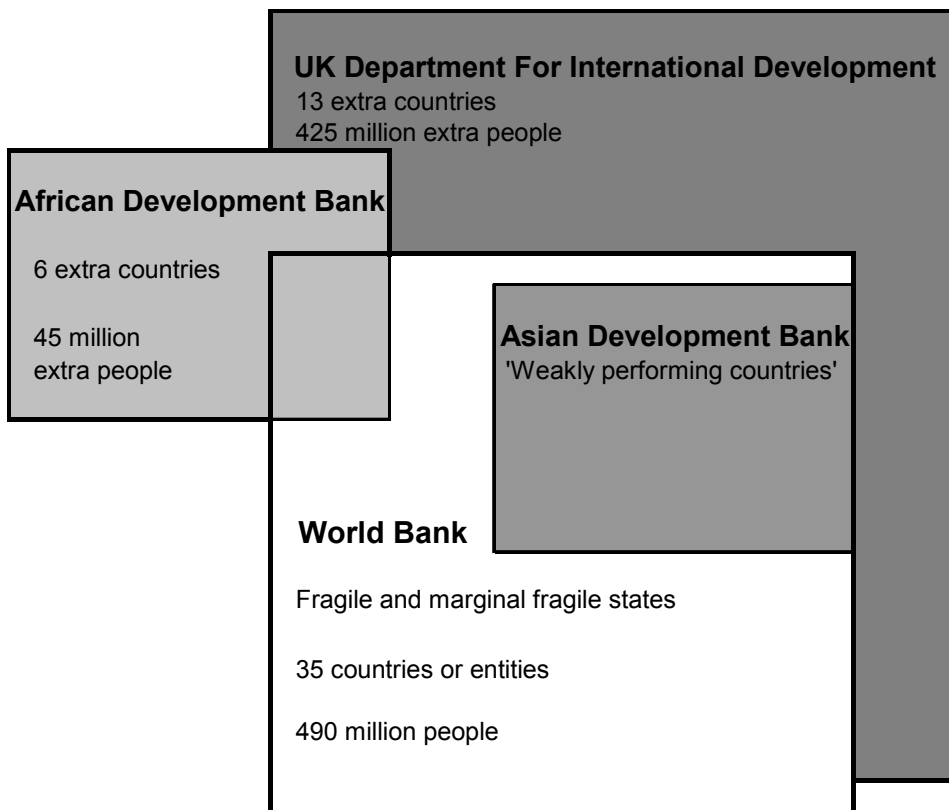 UK Department For International Development
13 extra countries
425 million extra people
African Development Bank
6 extra countries
45 million
extra people
Asian Development Bank
'Weakly performing countries'
World Bank
Fragile and marginal fragile states
35 countries or entities
490 million people